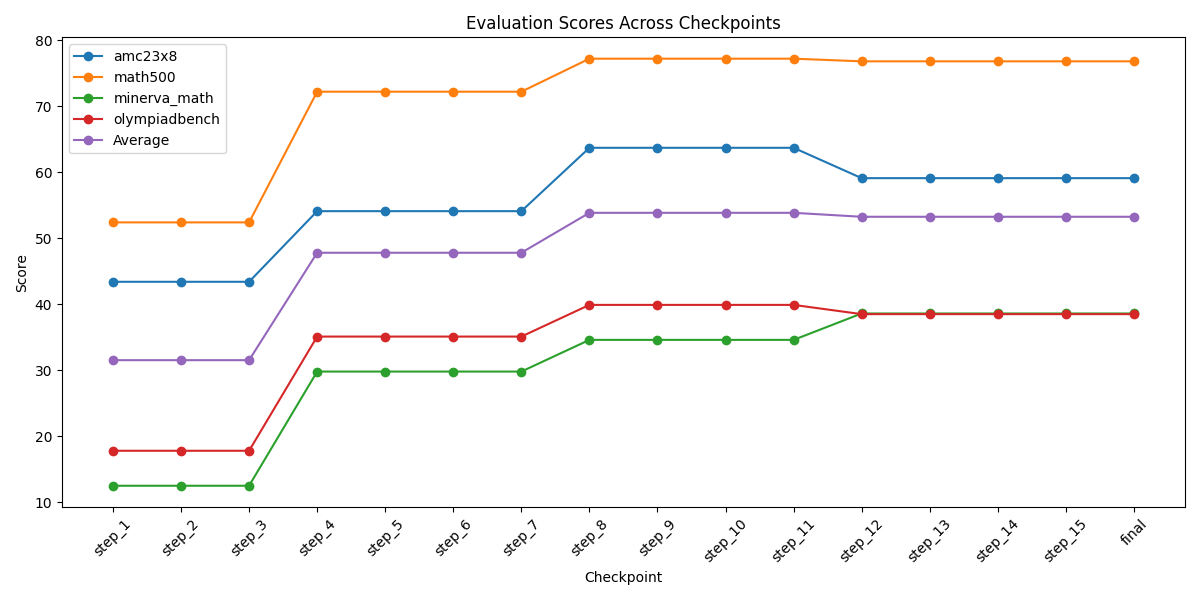 Evaluation Scores Across Checkpoints
amc23x8
math500
minerva_math
olympiadbench
Average
80
70
60
50
40
30
20
10
Score
step_1
step_2
step_3
step_4
step_5
step_6
step_7
step_8
step_9
step_10
step_11
step_12
step_13
step_14
step_15
final
Checkpoint